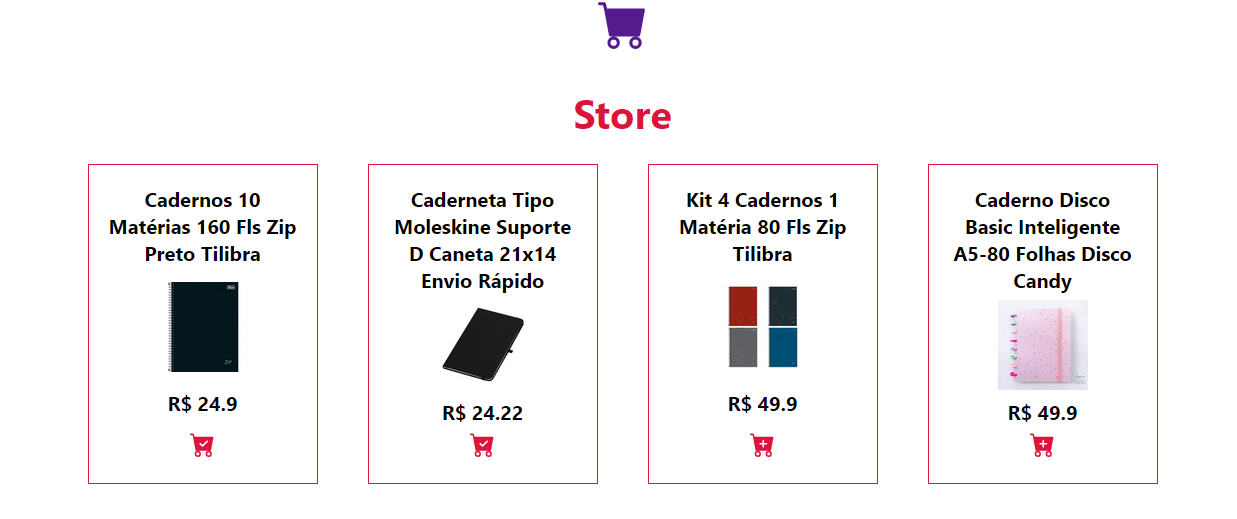 Store
Cadernos 10
Matérias 160 Fls Zip
Preto Tilibra
R$ 24.9
Caderneta Tipo
Moleskine Suporte
D Caneta 21x14
Envio Rápido
R$ 24.22
Kit 4 Cadernos 1
Matéria 80 Fls Zip
Tilibra
R$ 49.9
Caderno Disco
Basic Inteligente
A5-80 Folhas Disco
Candy
R$ 49.9